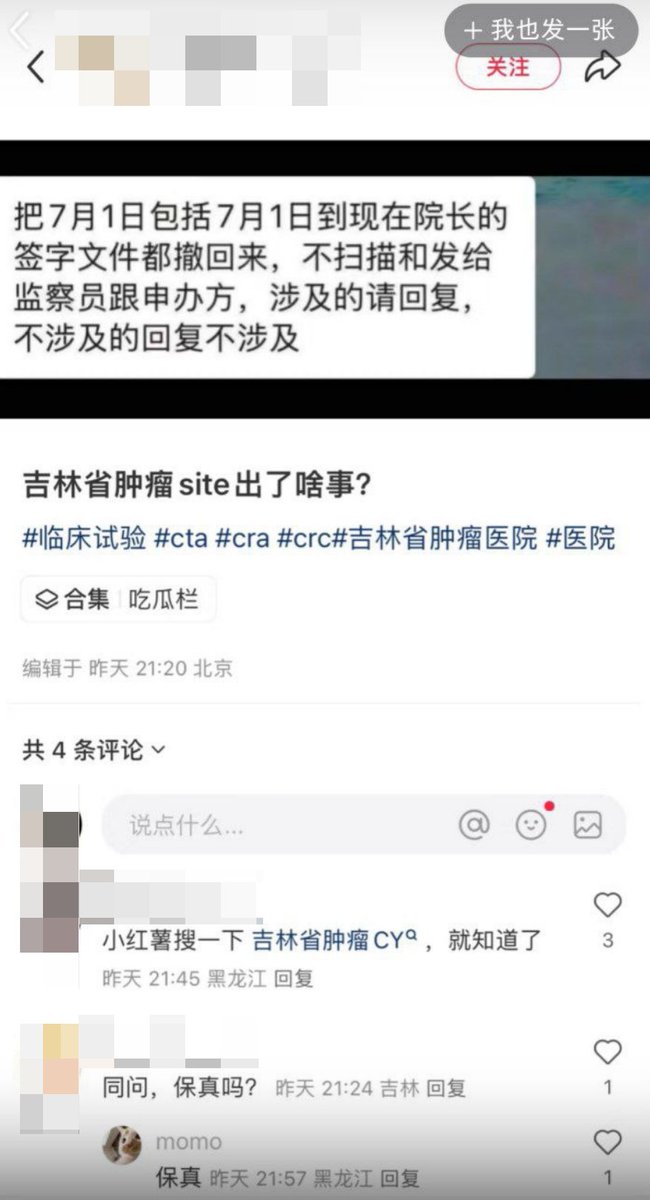 + 我也发一张
关注
把7月1日包括7月1日到现在院长的
签字文件都撤回来，不扫描和发给
监察员跟申办方，涉及的请回复，
不涉及的回复不涉及
吉林省肿瘤site出了啥事?
#临床试验 #cta #cra #crc#吉林省肿瘤医院 #医院
合集 吃瓜栏
编辑于 昨天 21:20 北京
共 4 条评论
说点什么...
小红薯搜一下 吉林省肿瘤CY ，就知道了
3
昨天 21:45 黑龙江 回复
同问，保真吗? 昨天 21:24 吉林 回复
1
momo
保真 昨天 21:57 黑龙江 回复
1